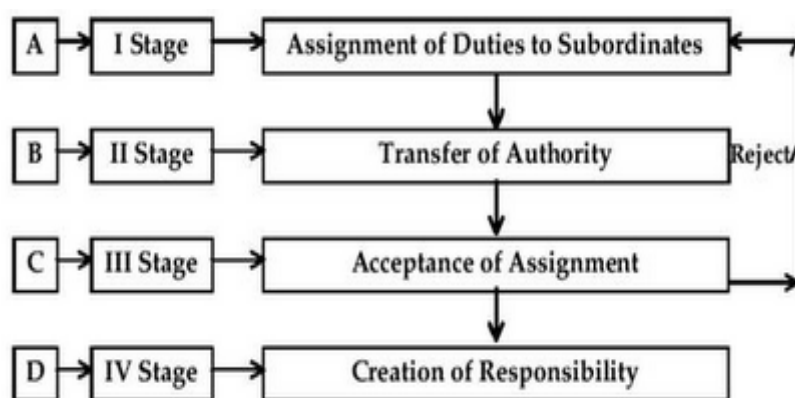 A I Stage Assignment of Duties to Subordinates
B II Stage Transfer of Authority Reject
C III Stage Acceptance of Assignment
D IV Stage Creation of Responsibility